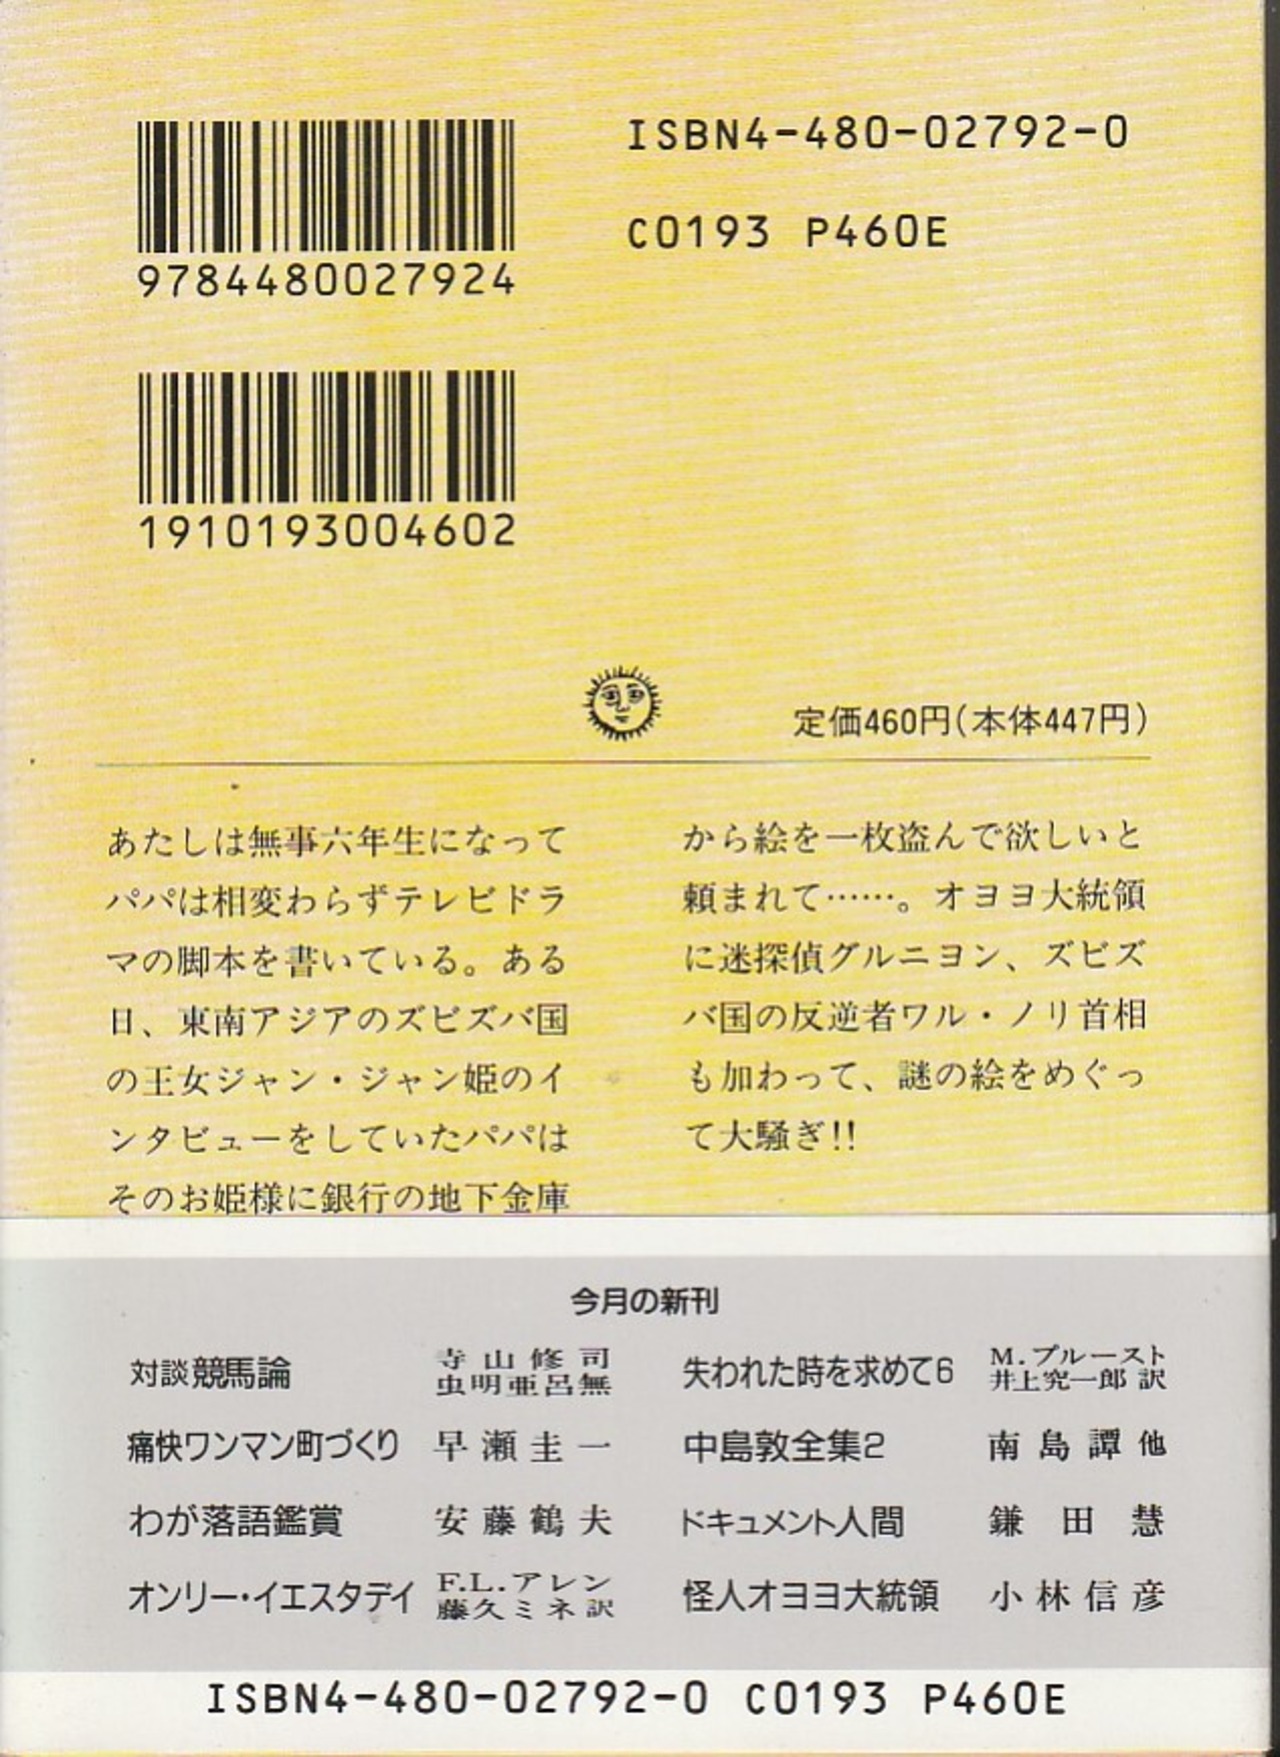 ISBN4-480-02792-0
C0193 P460E
9784480027924
1910193004602
定価460円(本体447円)
あたしは無事六年生になって
パパは相変わらずテレビドラ
マの脚本を書いている。ある
日、東南アジアのズビズバ国
の王女ジャン・ジャン姫のイ
ンタビューをしていたパパは
そのお姫様に銀行の地下金庫
から絵を一枚盗んで欲しいと
頼まれて……。オヨヨ大統領
に迷探偵グルニヨン、ズビズ
バ国の反逆者ワル・ノリ首相
も加わって、謎の絵をめぐっ
て大騒ぎ!!
今月の新刊
対談競馬論 寺山修司 虫明亜呂無
痛快ワンマン町づくり 早瀬圭一
わが落語鑑賞 安藤鶴夫
オンリー・イエスタデイ F.L.アレン 藤久ミネ訳
失われた時を求めて6 M.プルースト 井上究一郎 訳
中島敦全集2 南島譚他
ドキュメント人間 鎌田慧
怪人オヨヨ大統領 小林信彦
ISBN4-480-02792-0 C0193 P460E